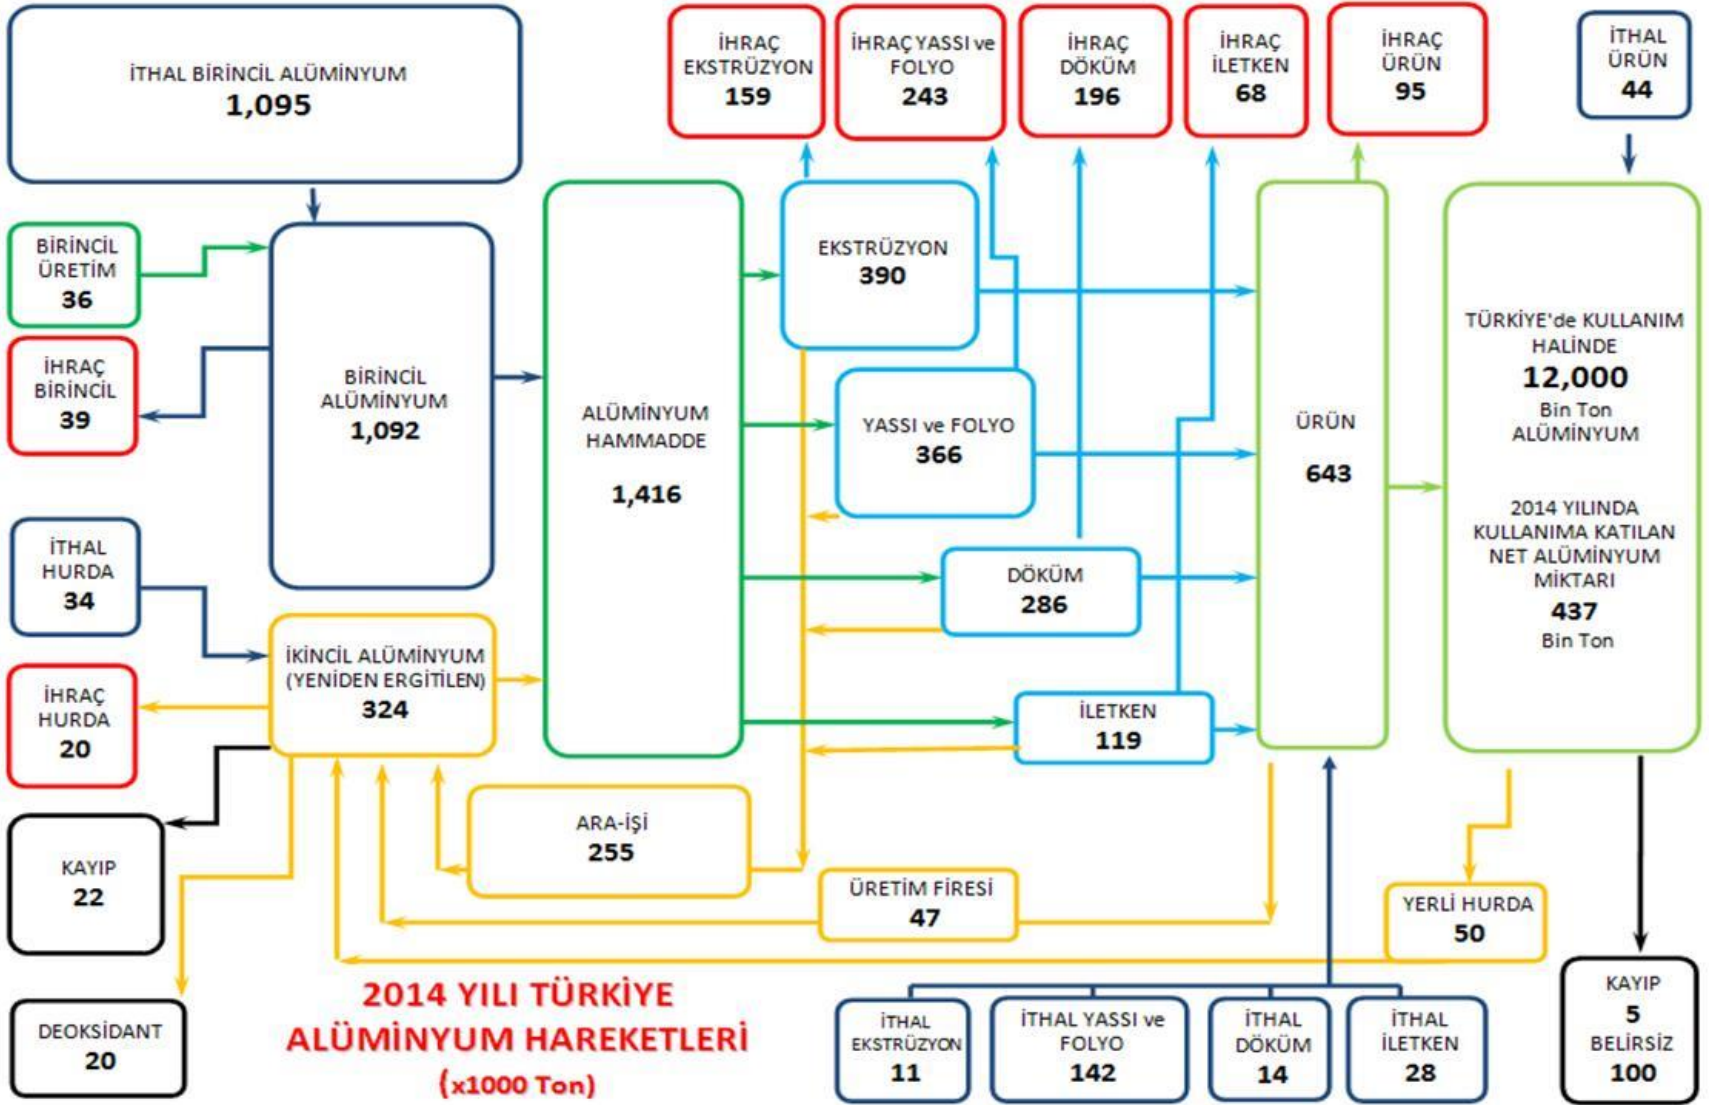 İTHAL BİRİNCİL ALÜMİNYUM
1,095
İHRAÇ
EKSTRÜZYON
159
İHRAÇ YASSI ve
FOLYO
243
İHRAÇ
DÖKÜM
196
İHRAÇ
İLETKEN
68
İHRAÇ
ÜRÜN
95
İTHAL
ÜRÜN
44
BİRİNCİL
ÜRETİM
36
İHRAÇ
BİRİNCİL
39
BİRİNCİL
ALÜMİNYUM
1,092
ALÜMİNYUM
HAMMADDE
1,416
EKSTRÜZYON
390
YASSI ve FOLYO
366
DÖKÜM
286
İLETKEN
119
ÜRÜN
643
TÜRKİYE'de KULLANIM
HALİNDE
12,000
Bin Ton
ALÜMİNYUM
2014 YILINDA
KULLANIMA KATILAN
NET ALÜMİNYUM
MİKTARI
437
Bin Ton
İTHAL
HURDA
34
İKİNCİL ALÜMİNYUM
(YENİDEN ERGİTİLEN)
324
İHRAÇ
HURDA
20
KAYIP
22
DEOKSİDANT
20
ARA-İŞİ
255
ÜRETİM FİRESİ
47
YERLİ HURDA
50
2014 YILI TÜRKİYE
ALÜMİNYUM HAREKETLERİ
(x1000 Ton)
İTHAL
EKSTRÜZYON
11
İTHAL YASSI ve
FOLYO
142
İTHAL
DÖKÜM
14
İTHAL
İLETKEN
28
KAYIP
5
BELİRSİZ
100